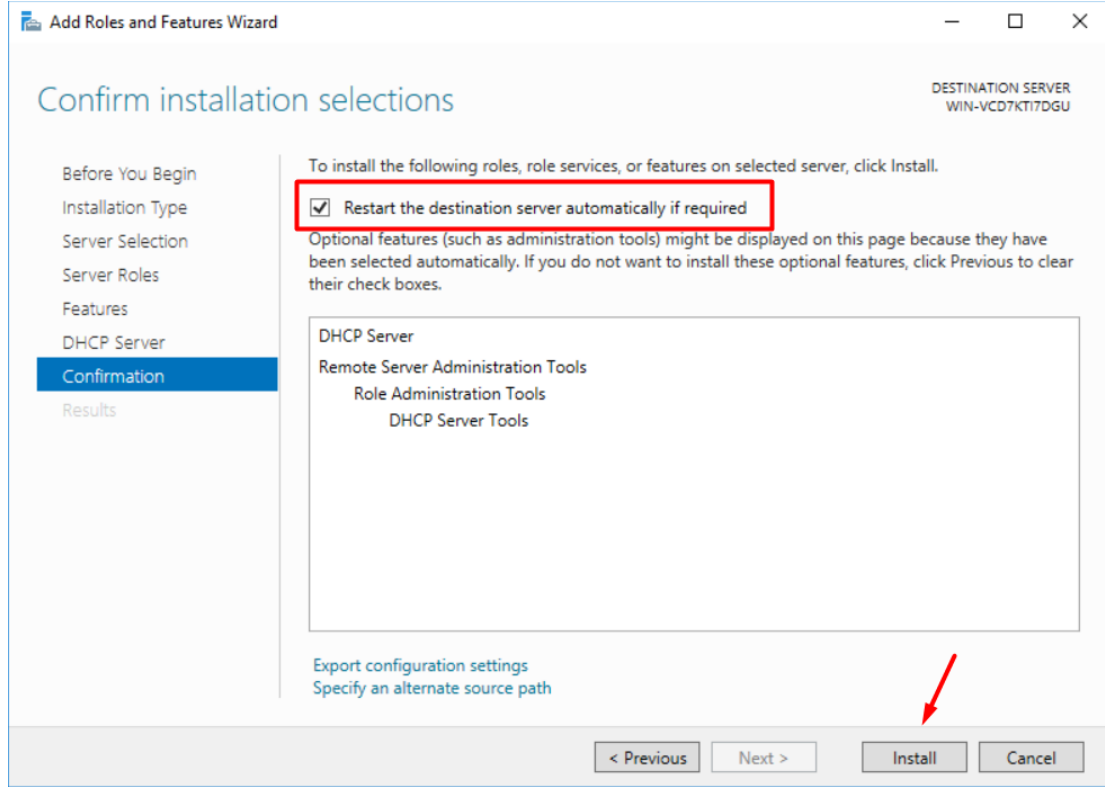 Add Roles and Features Wizard
Confirm installation selections
DESTINATION SERVER
WIN-VCD7KTI7DGU
Before You Begin
Installation Type
Server Selection
Server Roles
Features
DHCP Server
Confirmation
Results
To install the following roles, role services, or features on selected server, click Install.
Restart the destination server automatically if required
Optional features (such as administration tools) might be displayed on this page because they have
been selected automatically. If you do not want to install these optional features, click Previous to clear
their check boxes.
DHCP Server
Remote Server Administration Tools
Role Administration Tools
DHCP Server Tools
Export configuration settings
Specify an alternate source path
< Previous
Next >
Install
Cancel